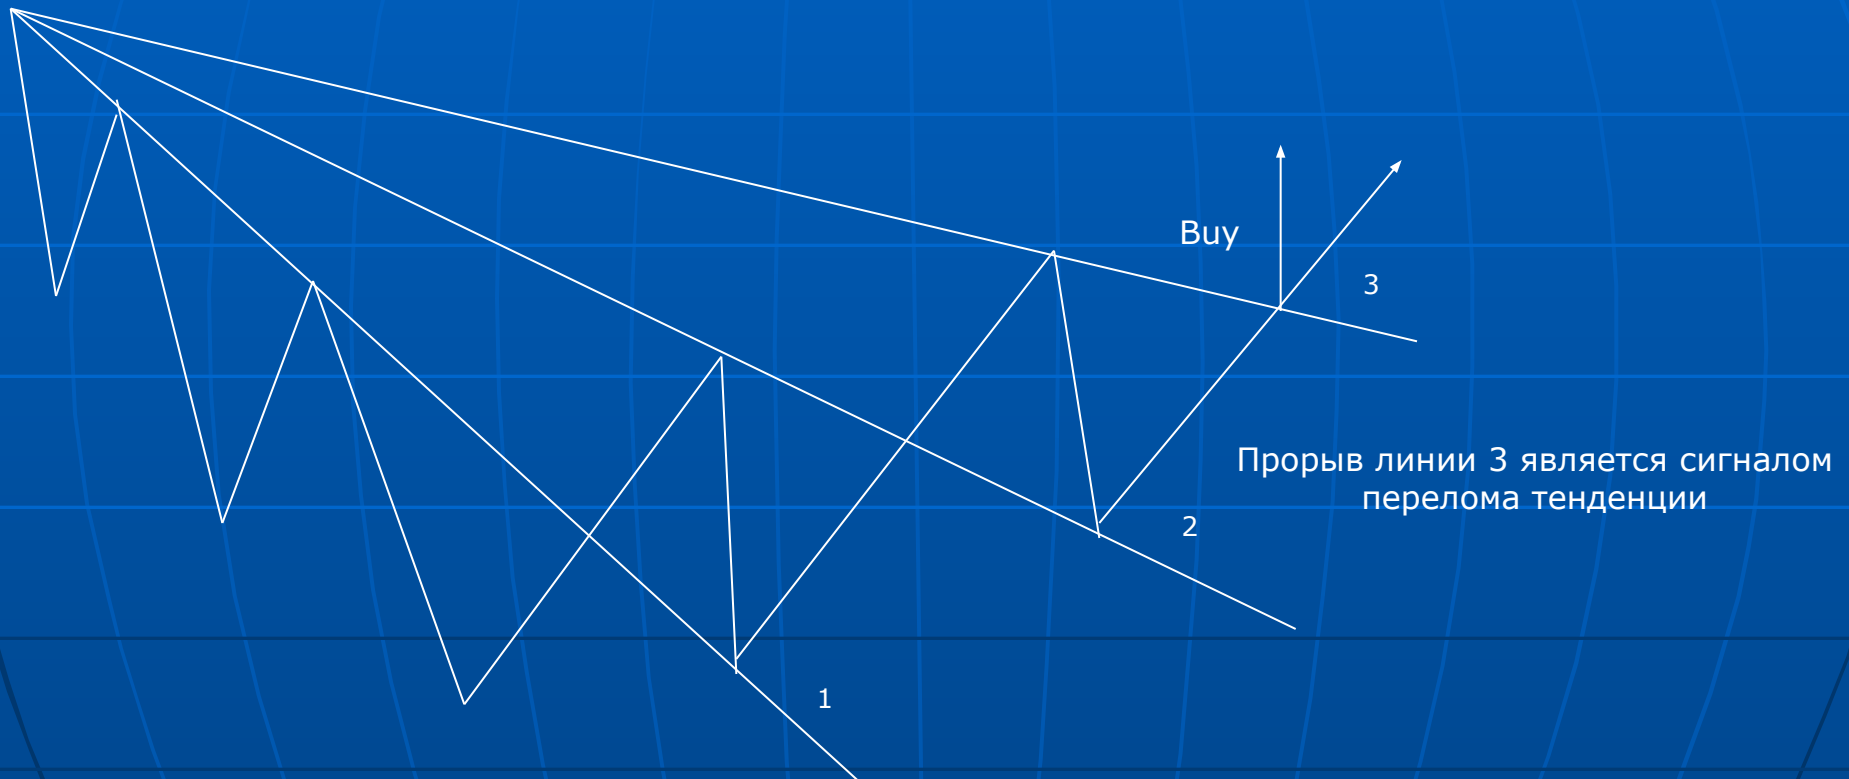 Buy
3
Прорыв линии 3 является сигналом
перелома тенденции
2
1